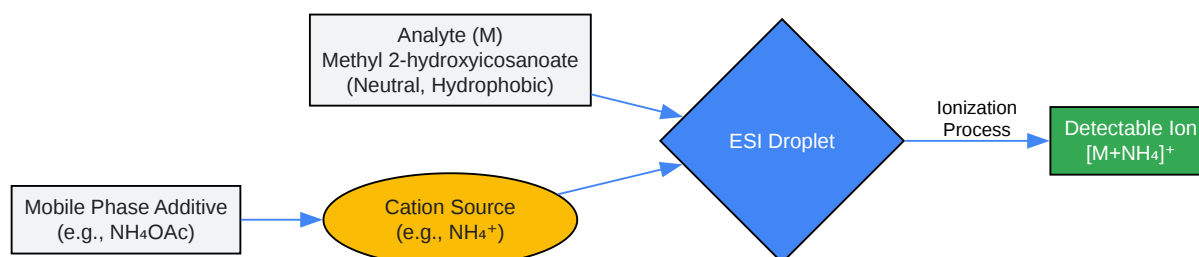 Analyte (M)
Methyl 2-hydroxyicosanoate
(Neutral, Hydrophobic)
Mobile Phase Additive
(e.g., NH₄OAc)
Cation Source
(e.g., NH₄⁺)
ESI Droplet
Ionization
Process
Detectable Ion
[M+NH₄]⁺